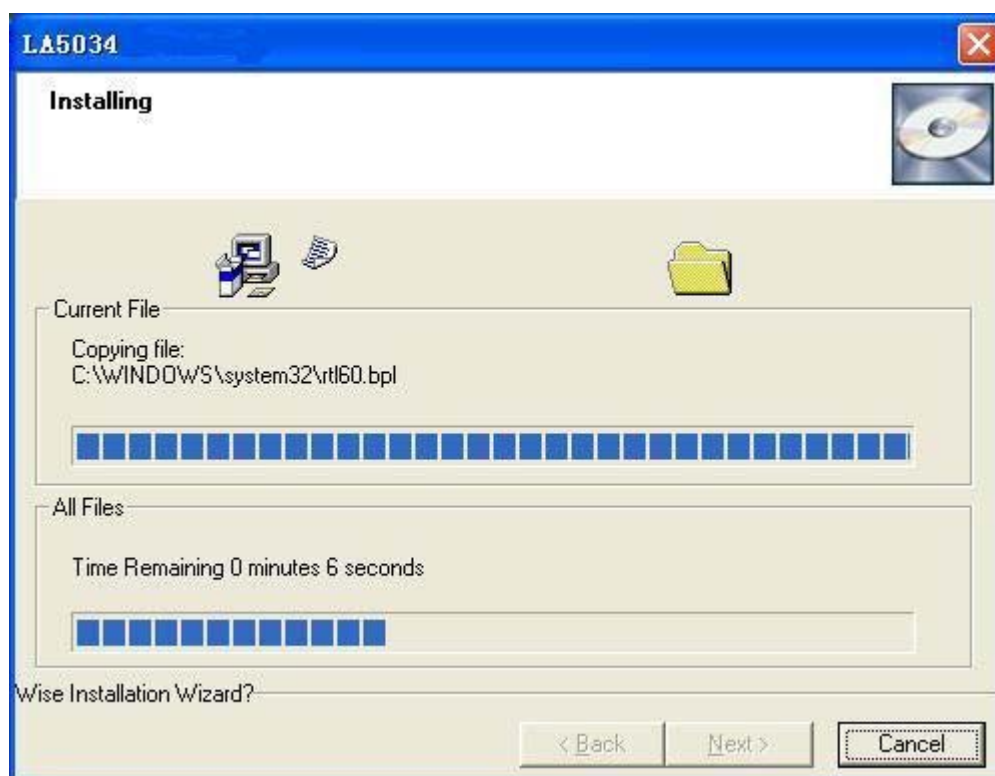 LA5034
Installing
Current File
Copying file:
C:\WINDOWS\system32\rtl60.bpl
All Files
Time Remaining 0 minutes 6 seconds
Wise Installation Wizard?
< Back Next > Cancel